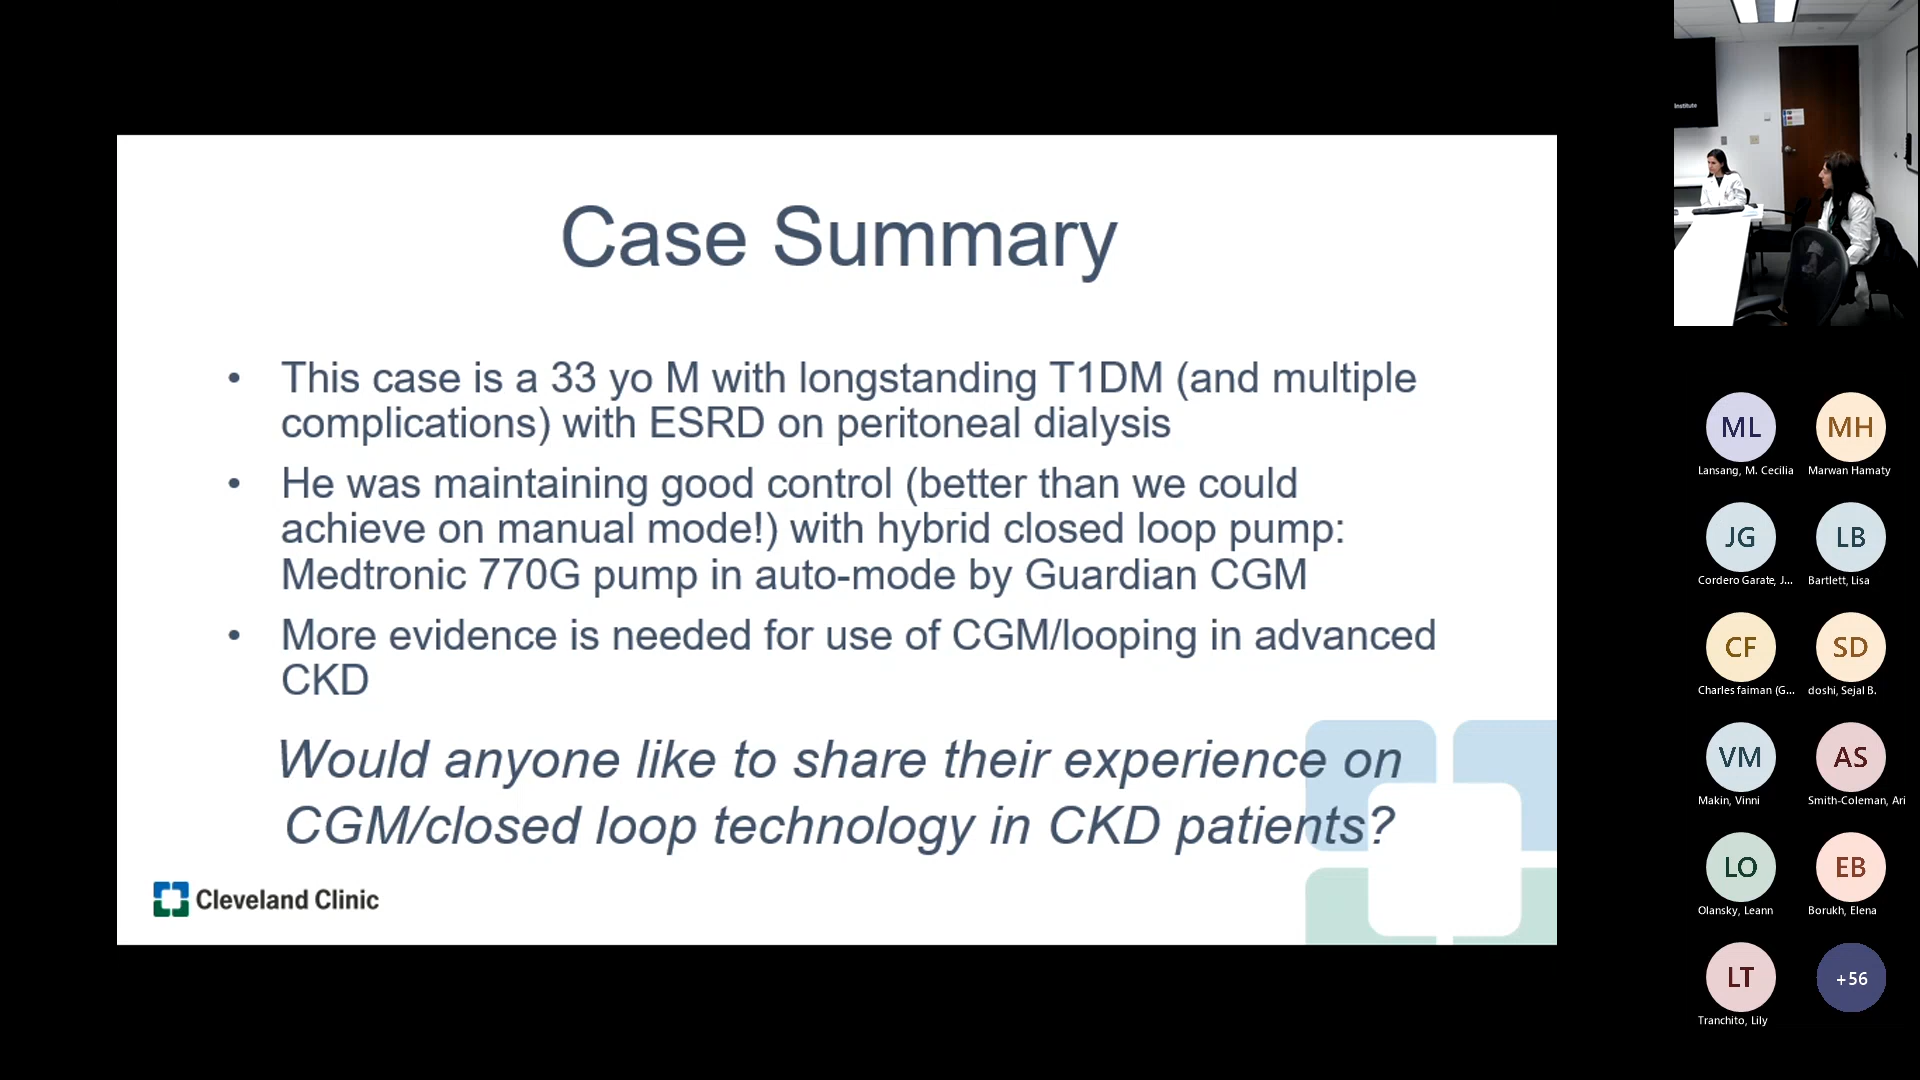 Case Summary
• This case is a 33 yo M with longstanding T1DM (and multiple
complications) with ESRD on peritoneal dialysis
• He was maintaining good control (better than we could
achieve on manual mode!) with hybrid closed loop pump:
Medtronic 770G pump in auto-mode by Guardian CGM
• More evidence is needed for use of CGM/looping in advanced
CKD
Would anyone like to share their experience on
CGM/closed loop technology in CKD patients?
Cleveland Clinic
Institute
ML
Lansang, M. Cecilia
MH
Marwan Hamaty
JG
Cordero Garate, J...
LB
Bartlett, Lisa
CF
Charles faiman (G...
SD
doshi, Sejal B.
VM
Makin, Vinni
AS
Smith-Coleman, Ari
LO
Olansky, Leann
EB
Borukh, Elena
LT
Tranchito, Lily
+56